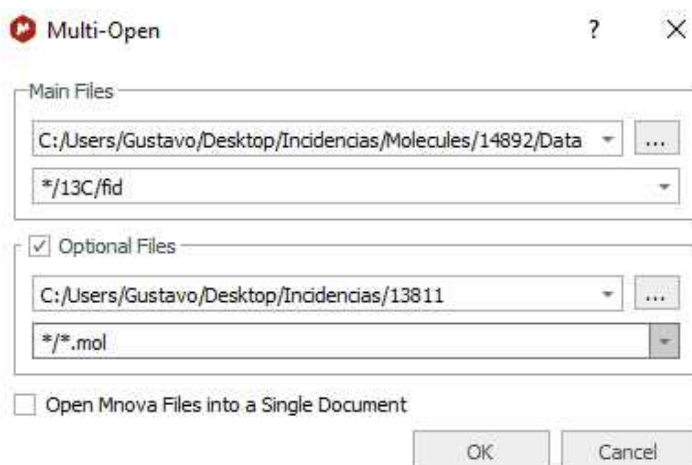 Multi-Open ? ×
Main Files
C:/Users/Gustavo/Desktop/Incidencias/Molecules/14892/Data ...
*/13C/fid
Optional Files
C:/Users/Gustavo/Desktop/Incidencias/13811 ...
*/*.mol
Open Mnova Files into a Single Document
OK Cancel